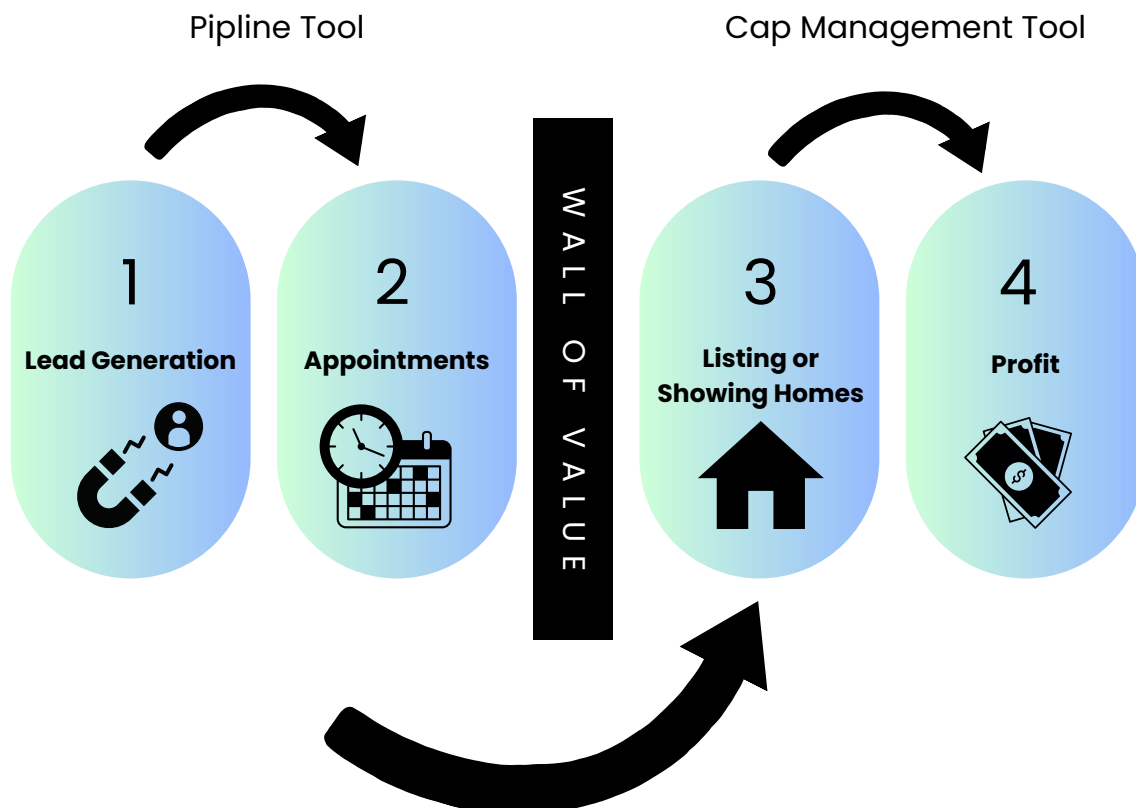 Pipline Tool
Cap Management Tool
1
Lead Generation
2
Appointments
WALL OF VALUE
3
Listing or
Showing Homes
4
Profit
$